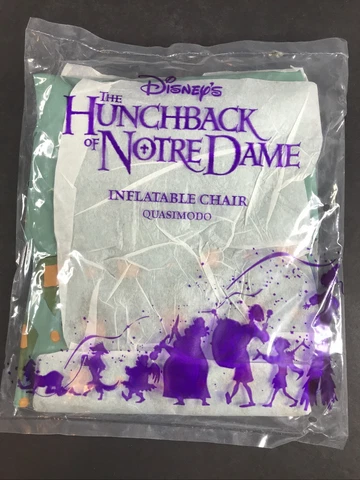 DISNEY'S
THE
HUNCHBACK
OF NOTRE DAME
INFLATABLE CHAIR
QUASIMODO